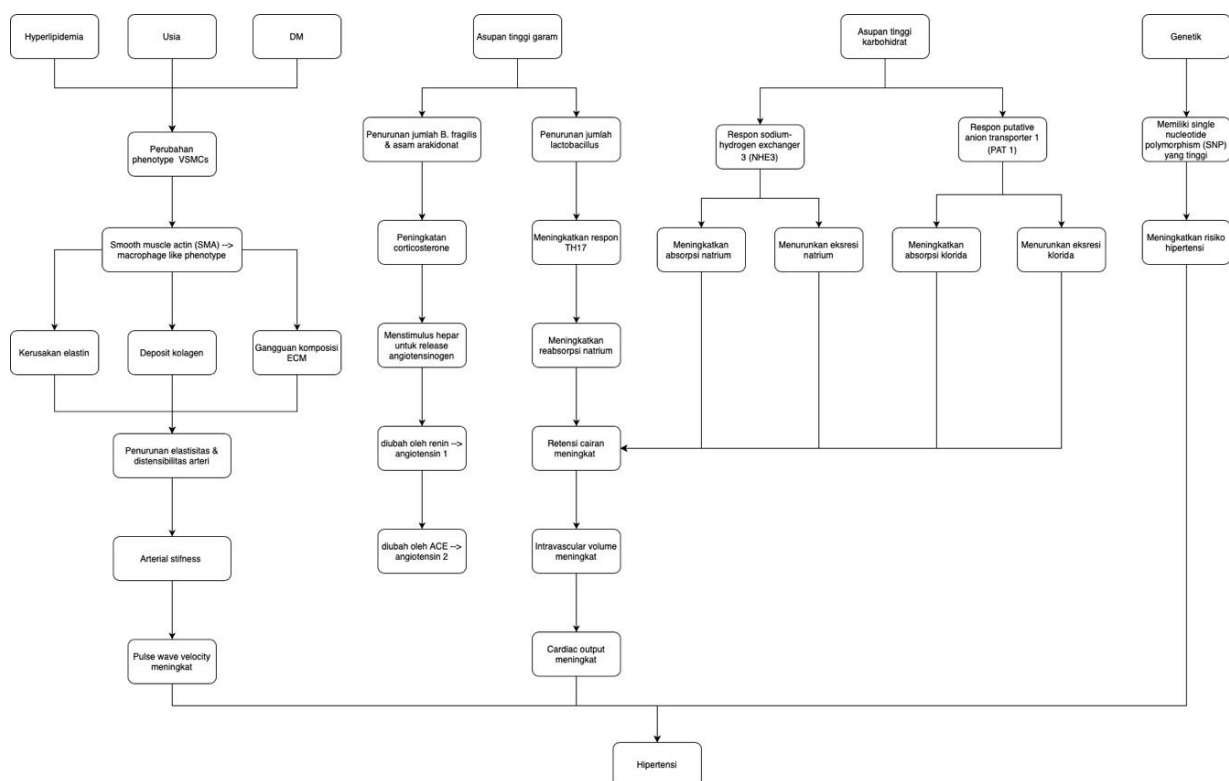 Hyperlipidemia
Usia
DM
Asupan tinggi garam
Asupan tinggi
karbohidrat
Genetik
Perubahan
phenotype VSMCs
Penurunan jumlah B. fragilis
& asam arakidonat
Penurunan jumlah
lactobacillus
Respon sodium-
hydrogen exchanger
3 (NHE3)
Respon putative
anion transporter 1
(PAT 1)
Memiliki single
nucleotide
polymorphism (SNP)
yang tinggi
Smooth muscle actin (SMA) -->
macrophage like phenotype
Peningkatan
corticosterone
Meningkatkan respon
TH17
Meningkatkan
absorpsi natrium
Menurunkan eksresi
natrium
Meningkatkan
absorpsi klorida
Menurunkan eksresi
klorida
Meningkatkan risiko
hipertensi
Kerusakan elastin
Deposit kolagen
Gangguan komposisi
ECM
Menstimulus hepar
untuk release
angiotensinogen
Meningkatkan
reabsorpsi natrium
Penurunan elastisitas &
distensibilitas arteri
diubah oleh renin -->
angiotensin 1
Retensi cairan
meningkat
Arterial stifness
diubah oleh ACE -->
angiotensin 2
Intravascular volume
meningkat
Pulse wave velocity
meningkat
Cardiac output
meningkat
Hipertensi